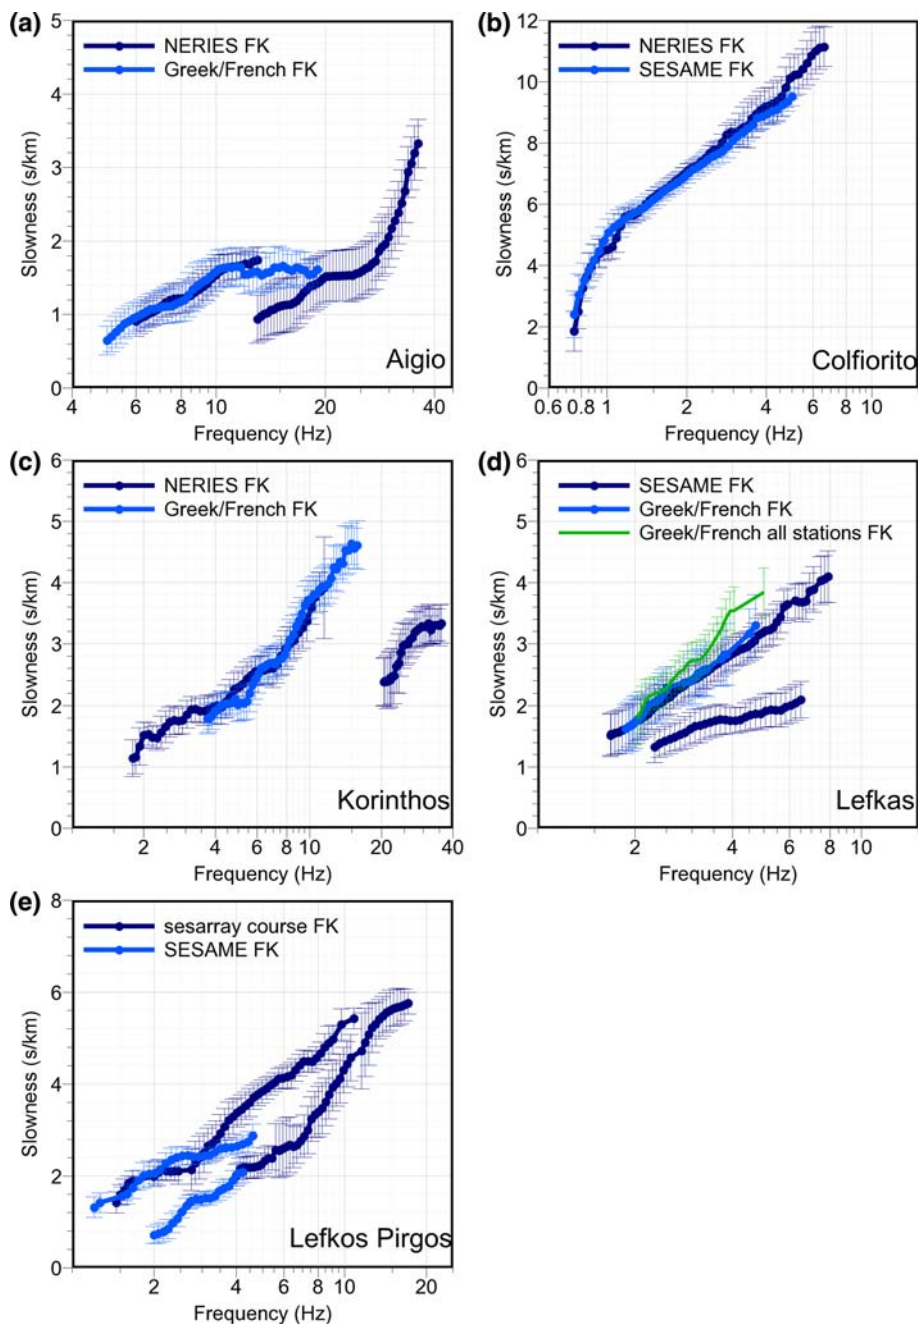 (a)
NERIES FK
Greek/French FK
Slowness (s/km)
5
4
3
2
1
0
Aigio
4 6 8 10 20 40
Frequency (Hz)
(b)
NERIES FK
SESAME FK
Slowness (s/km)
12
10
8
6
4
2
0
Colfiorito
0.6 0.8 1 2 4 6 8 10
Frequency (Hz)
(c)
NERIES FK
Greek/French FK
Slowness (s/km)
6
5
4
3
2
1
0
Korinthos
2 4 6 8 10 20 40
Frequency (Hz)
(d)
SESAME FK
Greek/French FK
Greek/French all stations FK
Slowness (s/km)
6
5
4
3
2
1
0
Lefkas
2 4 6 8 10
Frequency (Hz)
(e)
sesarray course FK
SESAME FK
Slowness (s/km)
8
6
4
2
0
Lefkos Pirgos
2 4 6 8 10 20
Frequency (Hz)